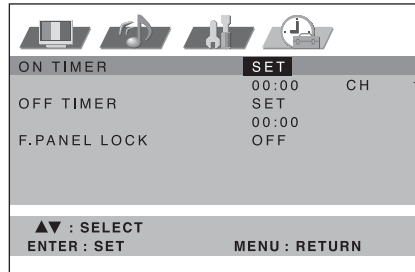 ON TIMER SET
00:00 CH
OFF TIMER SET
00:00
F.PANEL LOCK OFF
▲▼ : SELECT
ENTER : SET MENU : RETURN